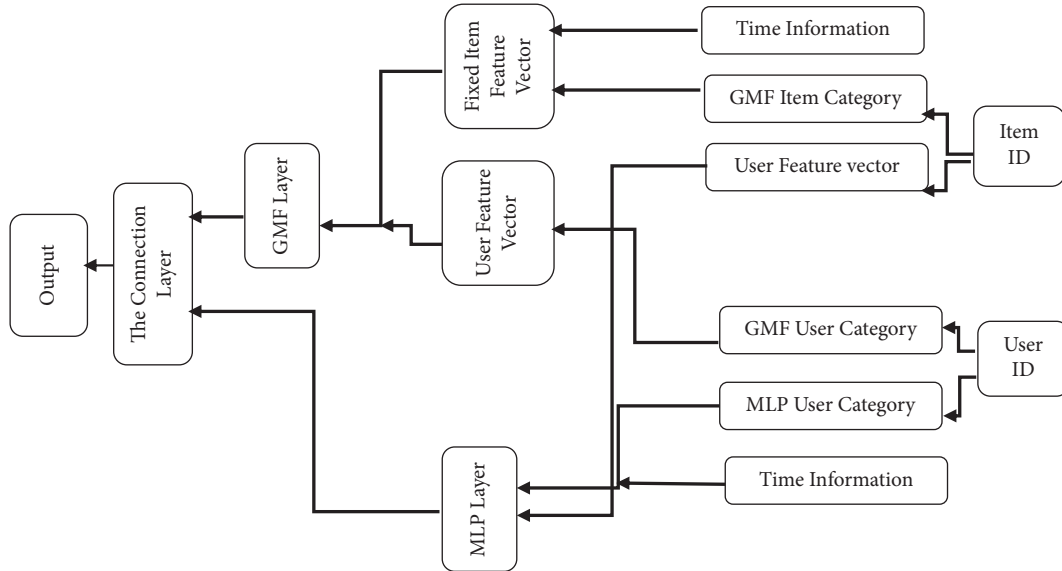 Output
The Connection
Layer
GMF Layer
Fixed Item
Feature
Vector
User Feature
Vector
MLP Layer
Time Information
GMF Item Category
User Feature vector
Item
ID
GMF User Category
MLP User Category
Time Information
User
ID